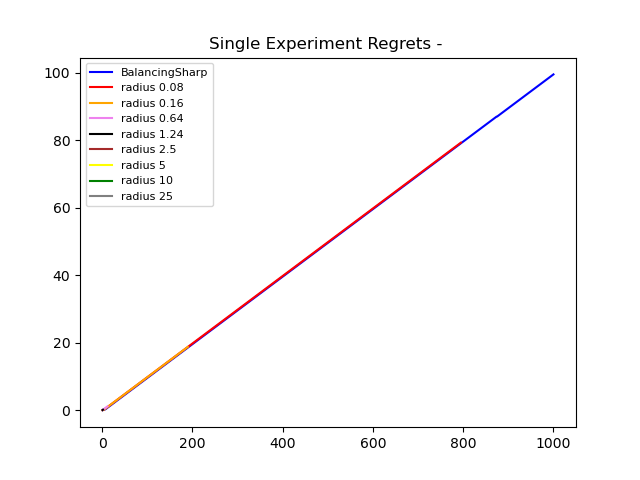 Single Experiment Regrets -
BalancingSharp
radius 0.08
radius 0.16
radius 0.64
radius 1.24
radius 2.5
radius 5
radius 10
radius 25
100
80
60
40
20
0
0 200 400 600 800 1000